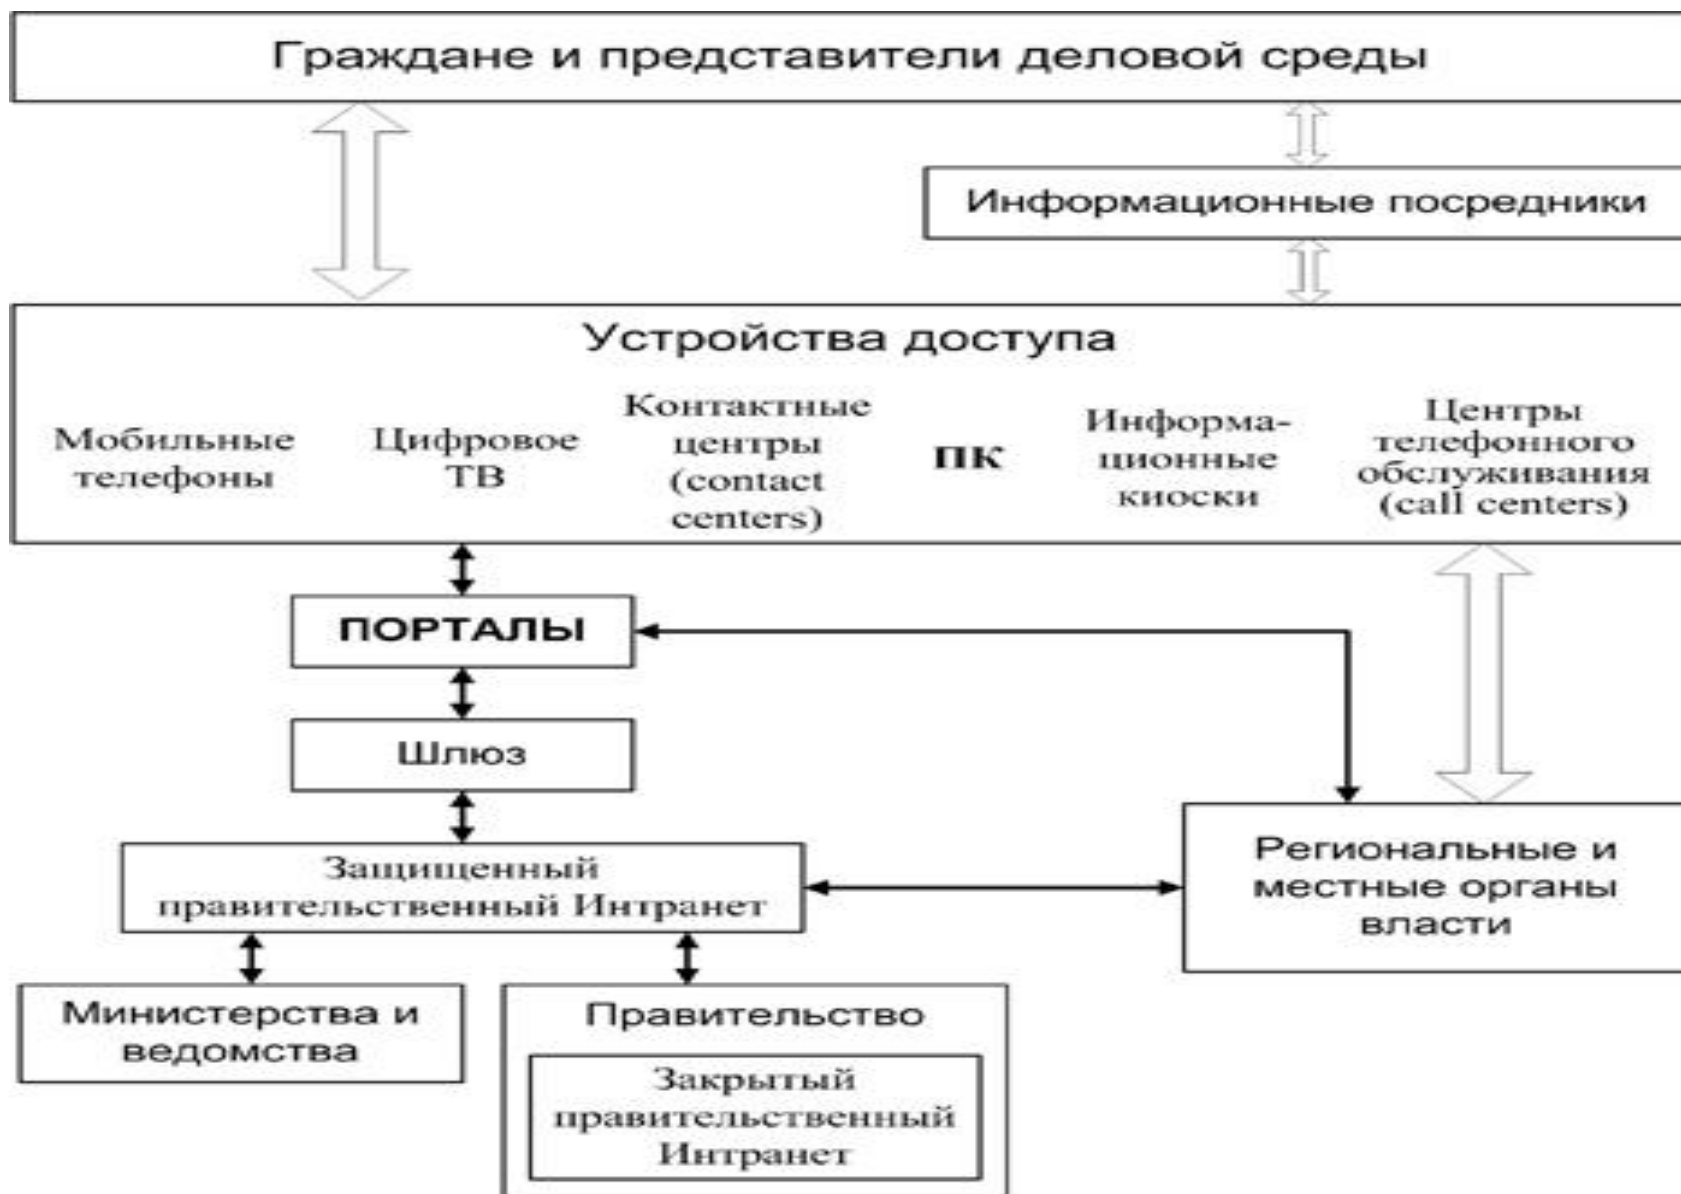 Граждане и представители деловой среды
Информационные посредники
Устройства доступа
Мобильные
телефоны
Цифровое
ТВ
Контактные
центры
(contact
centers)
ПК
Информа-
ционные
киоски
Центры
телефонного
обслуживания
(call centers)
ПОРТАЛЫ
Шлюз
Защищенный
правительственный Интранет
Региональные и
местные органы
власти
Министерства и
ведомства
Правительство
Закрытый
правительственный
Интранет